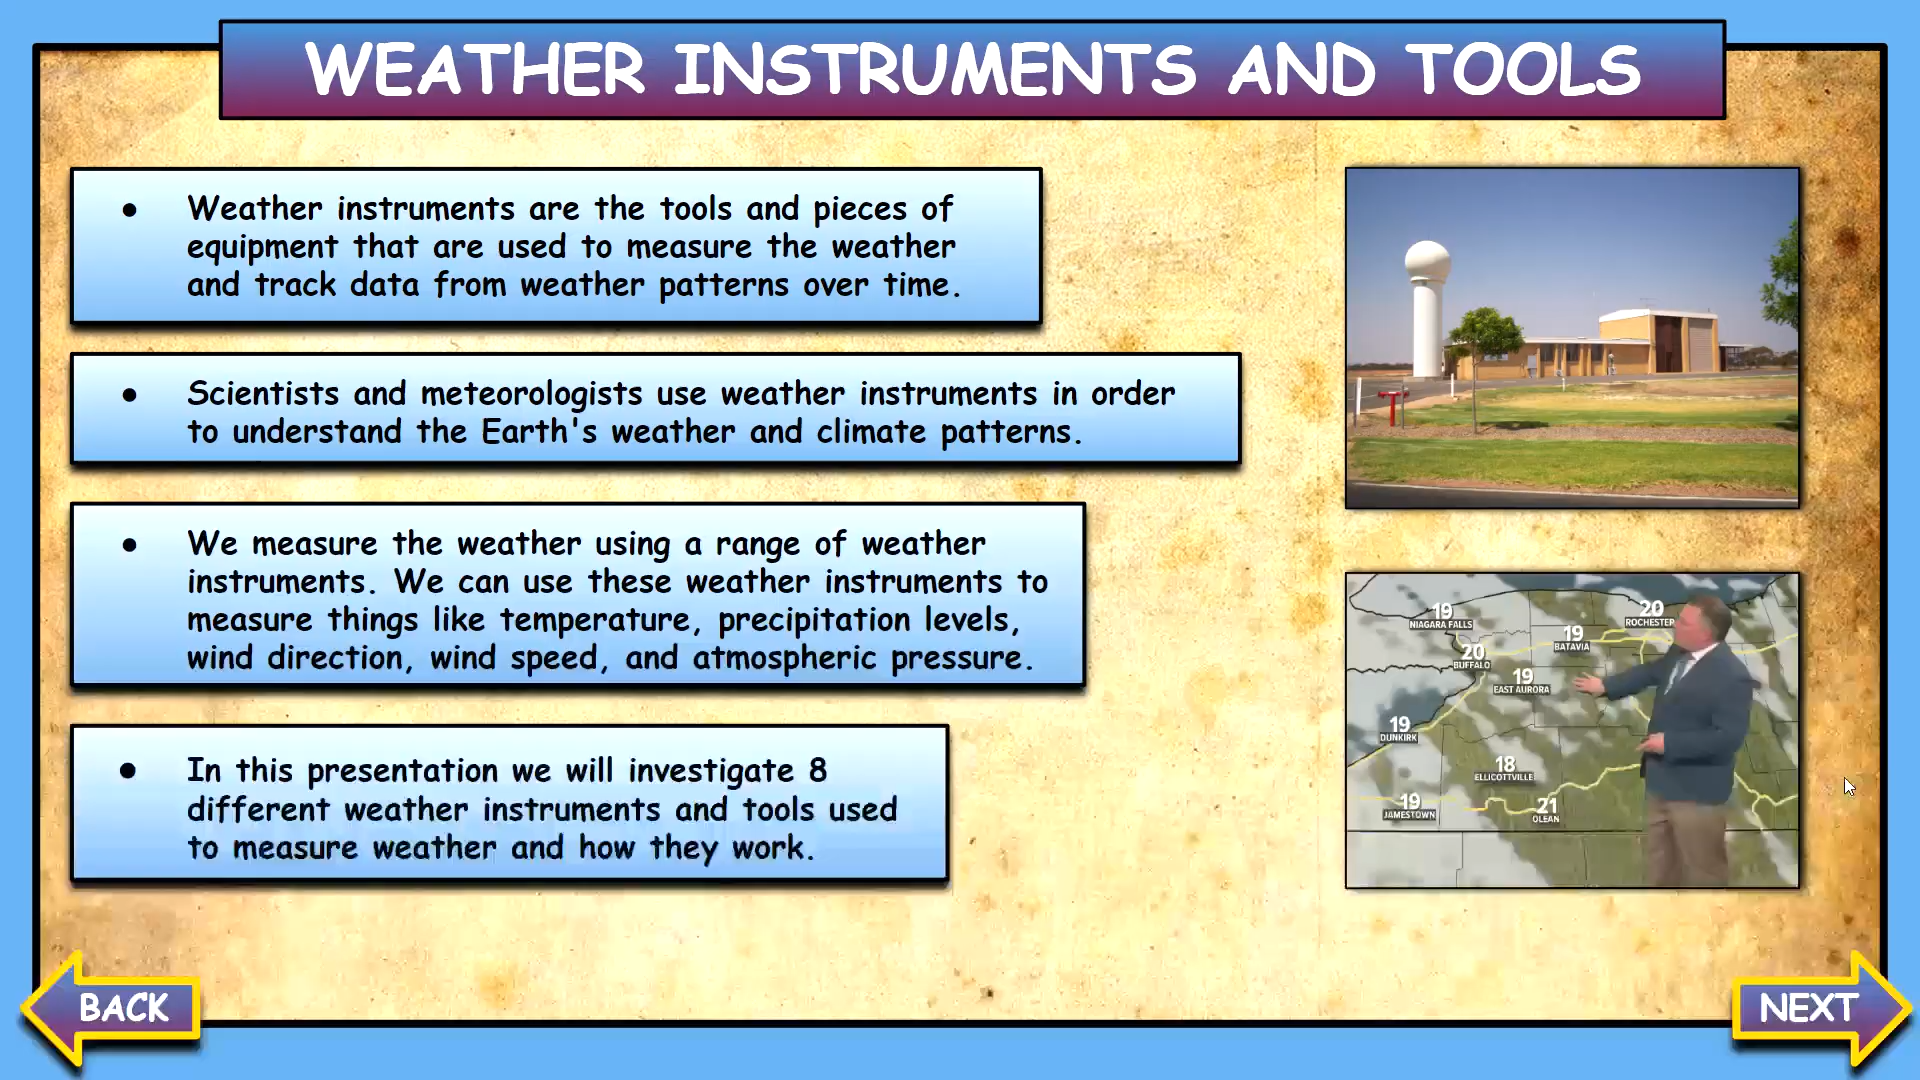 WEATHER INSTRUMENTS AND TOOLS
● Weather instruments are the tools and pieces of
equipment that are used to measure the weather
and track data from weather patterns over time.
● Scientists and meteorologists use weather instruments in order
to understand the Earth's weather and climate patterns.
● We measure the weather using a range of weather
instruments. We can use these weather instruments to
measure things like temperature, precipitation levels,
wind direction, wind speed, and atmospheric pressure.
● In this presentation we will investigate 8
different weather instruments and tools used
to measure weather and how they work.
19
NIAGARA FALLS
20
ROCHESTER
19
BATAVIA
20
BUFFALO
19
EAST AURORA
19
DUNKIRK
18
ELLICOTTVILLE
19
JAMESTOWN
21
OLEAN
BACK
NEXT